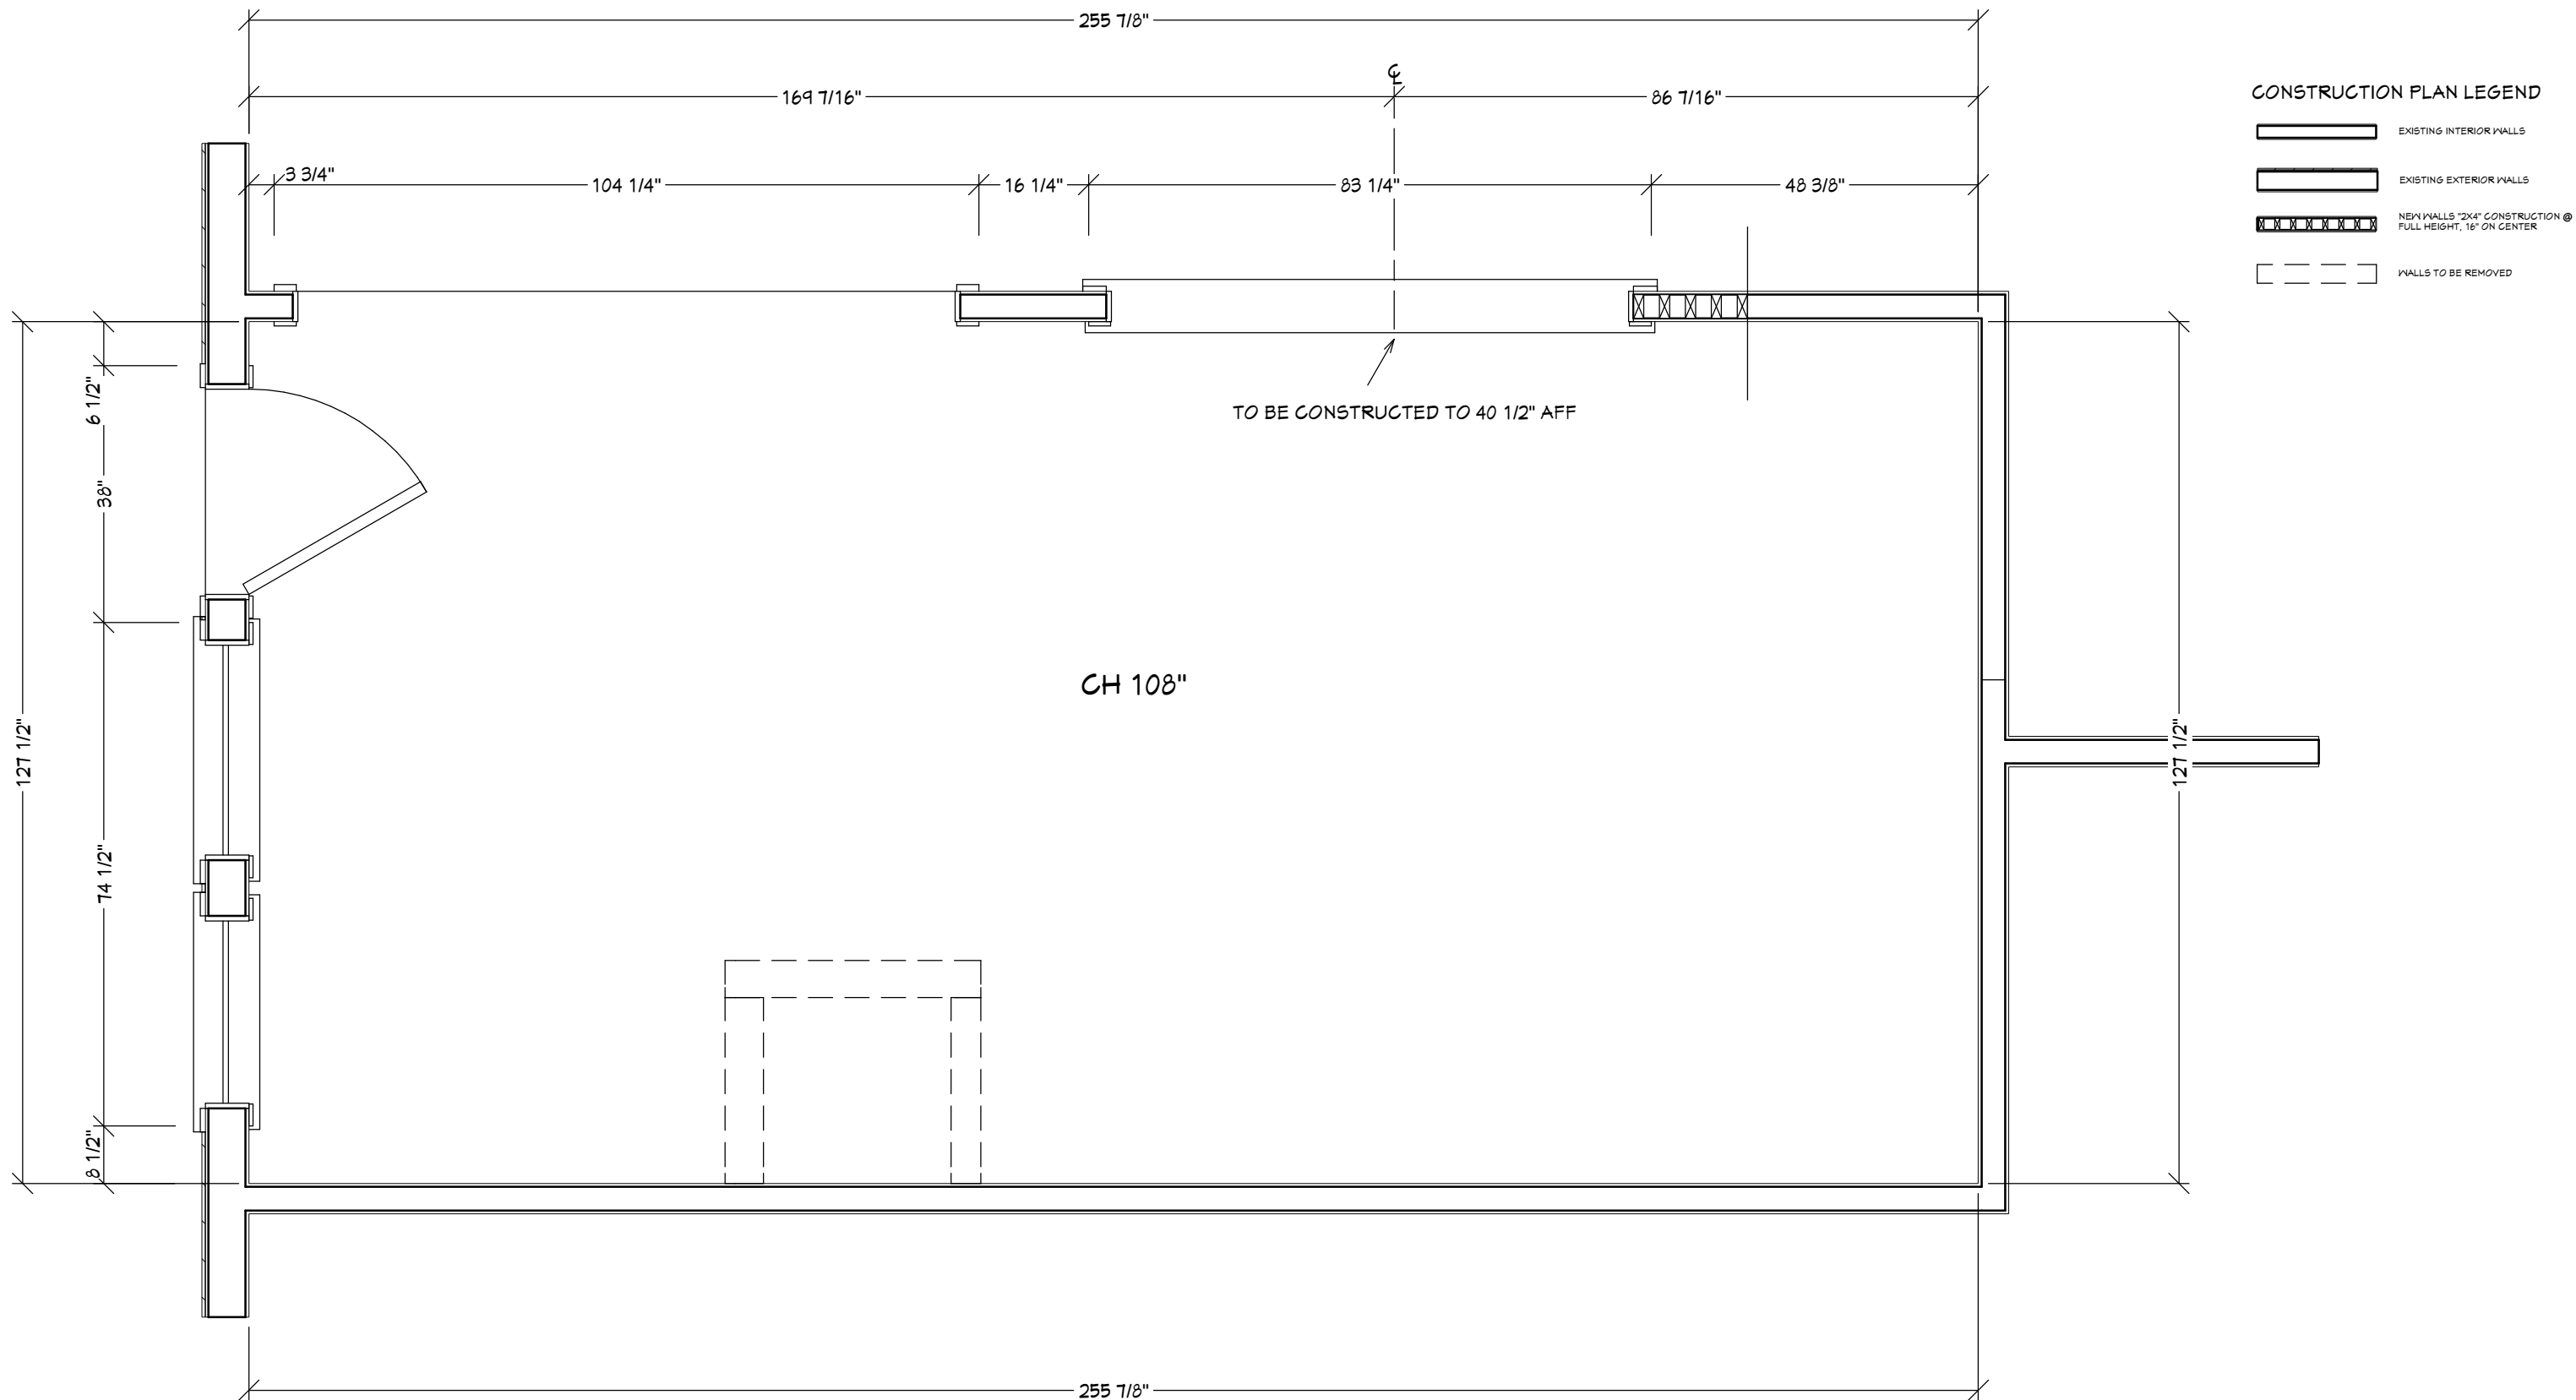 255 7/8"
℄
169 7/16"
86 7/16"
CONSTRUCTION PLAN LEGEND
EXISTING INTERIOR WALLS
3 3/4"
104 1/4"
16 1/4"
83 1/4"
48 3/8"
EXISTING EXTERIOR WALLS
NEW WALLS "2X4" CONSTRUCTION @
FULL HEIGHT, 16" ON CENTER
WALLS TO BE REMOVED
6 1/2"
TO BE CONSTRUCTED TO 40 1/2" AFF
38"
CH 108"
127 1/2"
127 1/2"
74 1/2"
8 1/2"
255 7/8"